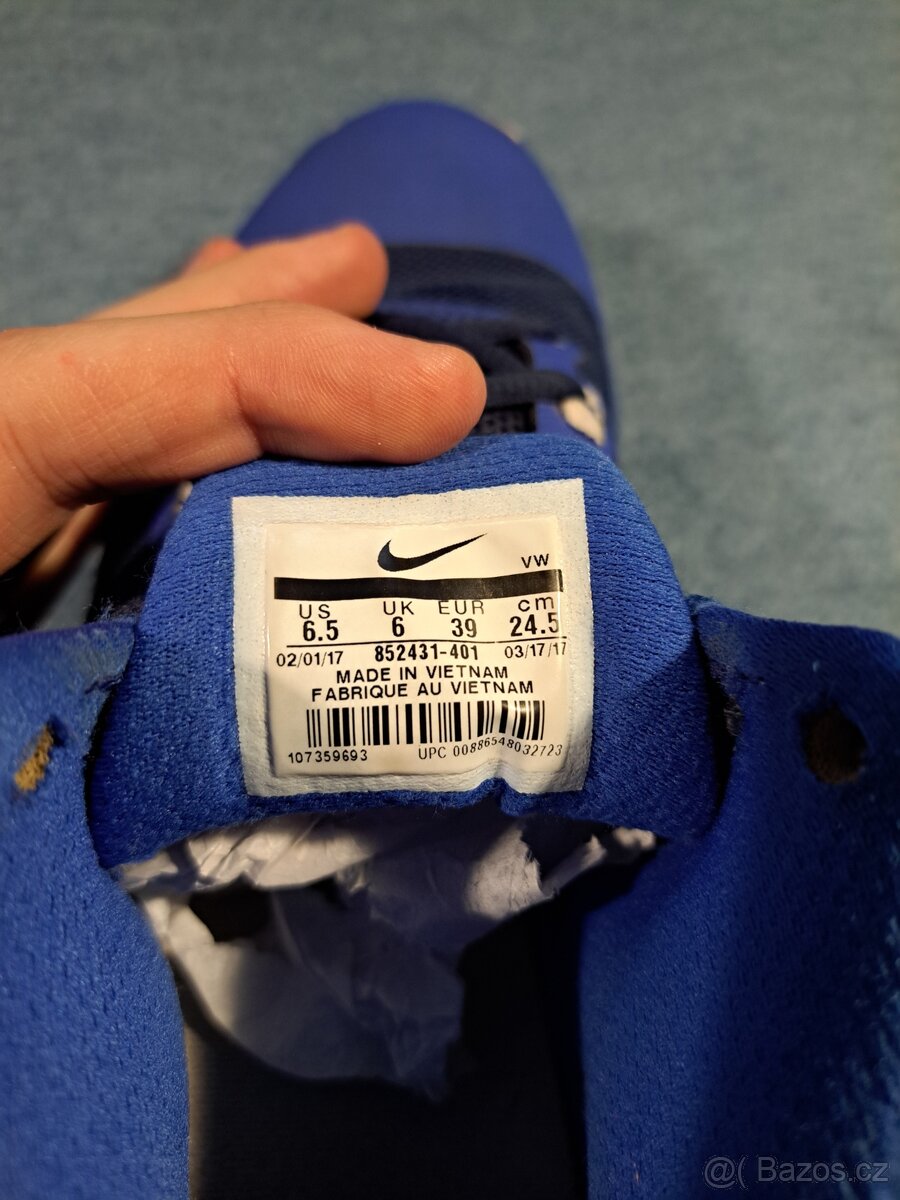 VW
US UK EUR cm
6.5 6 39 24.5
02/01/17 852431-401 03/17/17
MADE IN VIETNAM
FABRIQUE AU VIETNAM
107359693 UPC 00886548032723
@( Bazos.cz